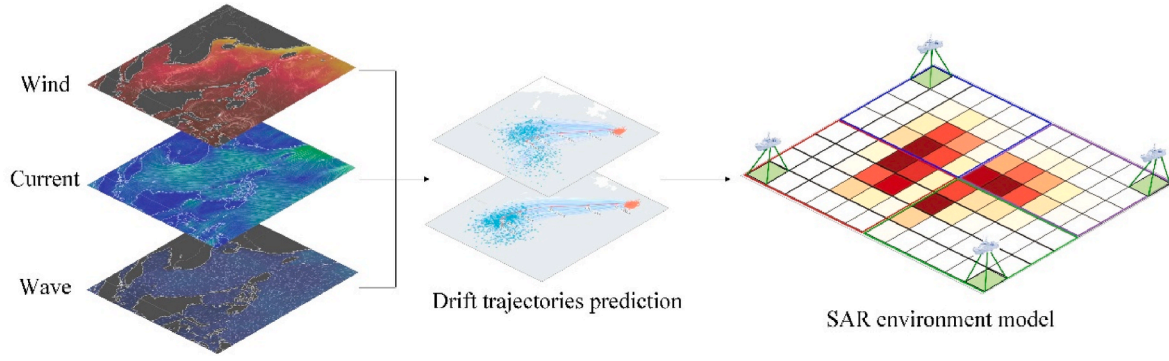 Wind
Current
Wave
Drift trajectories prediction
SAR environment model